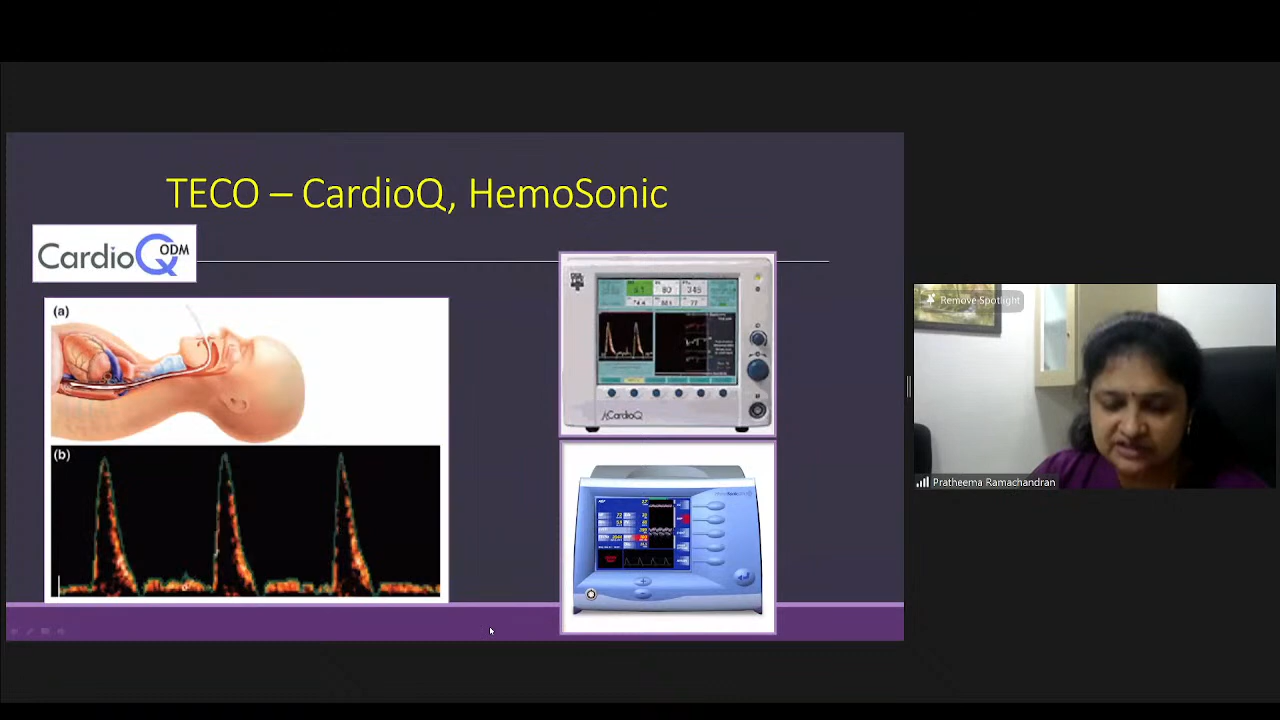 TECO – CardioQ, HemoSonic
CardioQ ODM
(a)
(b)
CardioQ
Remove Spotlight
Pratheema Ramachandran